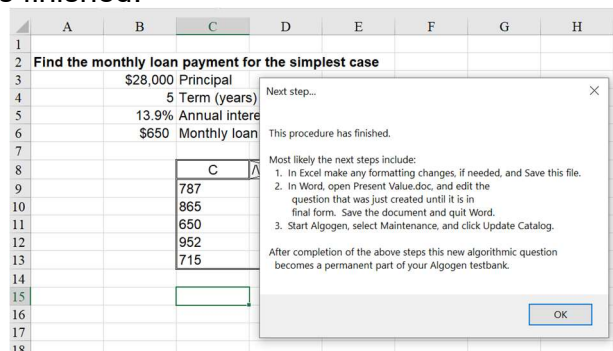 finished.
A B C D E F G H
1
2 Find the monthly loan payment for the simplest case
3 $28,000 Principal
4 5 Term (years)
5 13.9% Annual intere
6 $650 Monthly loan
7
8 C
9 787
10 865
11 650
12 952
13 715
14
15
16
17
18
Next step...
This procedure has finished.
Most likely the next steps include:
1. In Excel make any formatting changes, if needed, and Save this file.
2. In Word, open Present Value.doc, and edit the
question that was just created until it is in
final form. Save the document and quit Word.
3. Start Algogen, select Maintenance, and click Update Catalog.
After completion of the above steps this new algorithmic question
becomes a permanent part of your Algogen testbank.
OK